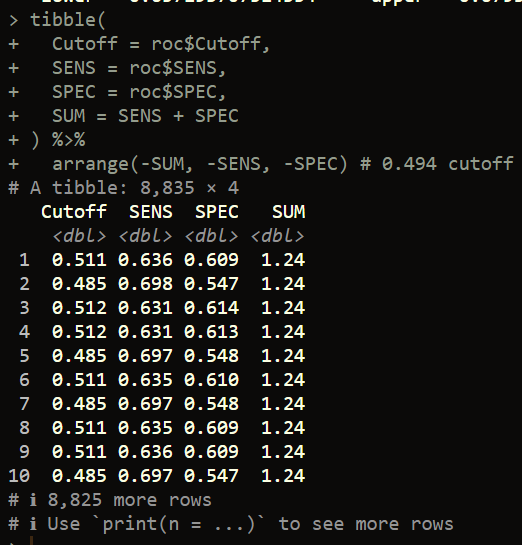 > tibble(
+   Cutoff = roc$Cutoff,
+   SENS = roc$SENS,
+   SPEC = roc$SPEC,
+   SUM = SENS + SPEC
+ ) %>%
+   arrange(-SUM, -SENS, -SPEC) # 0.494 cutoff
# A tibble: 8,835 × 4
   Cutoff  SENS  SPEC   SUM
    <dbl> <dbl> <dbl> <dbl>
 1  0.511 0.636 0.609  1.24
 2  0.485 0.698 0.547  1.24
 3  0.512 0.631 0.614  1.24
 4  0.512 0.631 0.613  1.24
 5  0.485 0.697 0.548  1.24
 6  0.511 0.635 0.610  1.24
 7  0.485 0.697 0.548  1.24
 8  0.511 0.635 0.609  1.24
 9  0.511 0.636 0.609  1.24
10  0.485 0.697 0.547  1.24
# ℹ 8,825 more rows
# ℹ Use `print(n = ...)` to see more rows